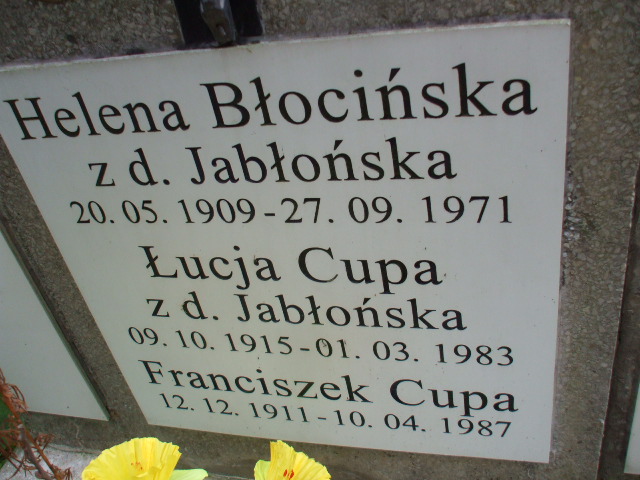 Helena Błocińska
z d. Jabłońska
20. 05. 1909 - 27. 09. 1971
Łucja Cupa
z d. Jabłońska
09. 10. 1915 - 01. 03. 1983
Franciszek Cupa
12. 12. 1911 - 10. 04. 1987